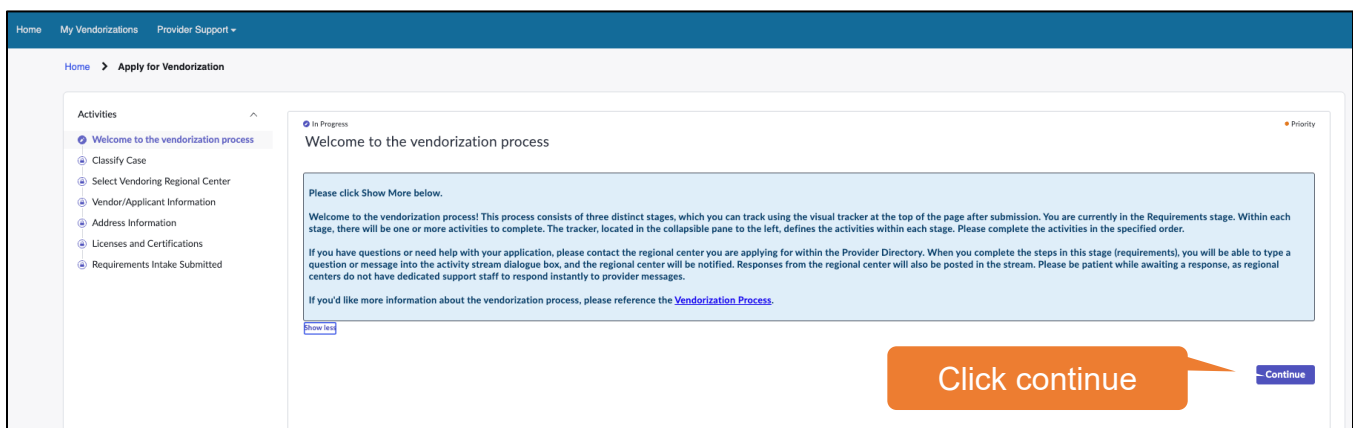 Home My Vendorizations Provider Support
Home > Apply for Vendorization
Activities
Welcome to the vendorization process
Classify Case
Select Vendoring Regional Center
Vendor/Applicant Information
Address Information
Licenses and Certifications
Requirements Intake Submitted
In Progress
Priority
Welcome to the vendorization process
Please click Show More below.
Welcome to the vendorization process! This process consists of three distinct stages, which you can track using the visual tracker at the top of the page after submission. You are currently in the Requirements stage. Within each
stage, there will be one or more activities to complete. The tracker, located in the collapsible pane to the left, defines the activities within each stage. Please complete the activities in the specified order.
If you have questions or need help with your application, please contact the regional center you are applying for within the Provider Directory. When you complete the steps in this stage (requirements), you will be able to type a
question or message into the activity stream dialogue box, and the regional center will be notified. Responses from the regional center will also be posted in the stream. Please be patient while awaiting a response, as regional
centers do not have dedicated support staff to respond instantly to provider messages.
If you'd like more information about the vendorization process, please reference the Vendorization Process.
Show less
Click continue
Continue